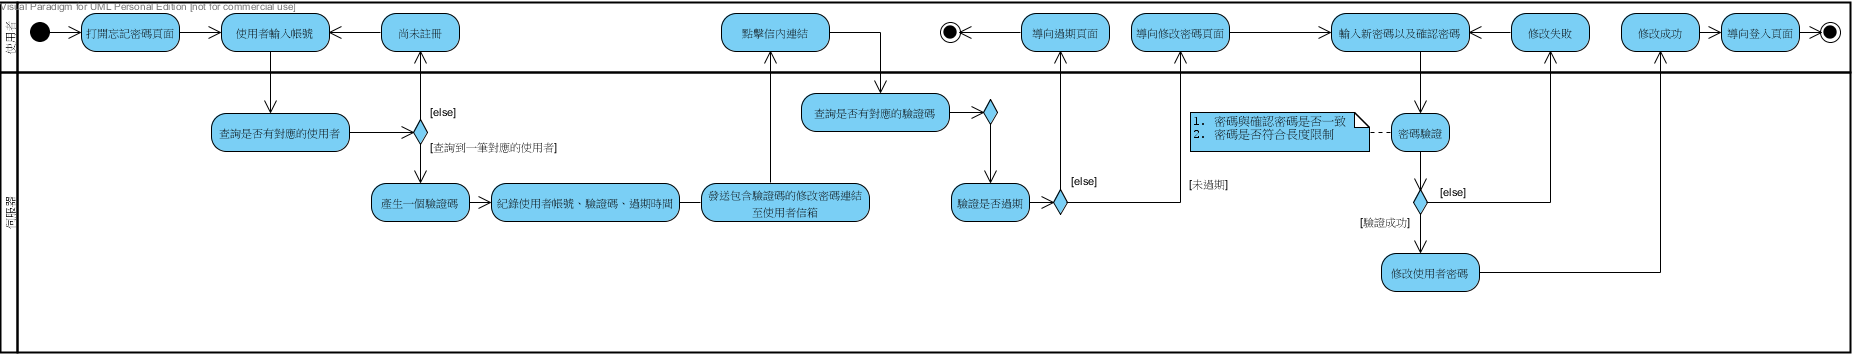 Visual Paradigm for UML Personal Edition [not for commercial use]
使用者
打開忘記密碼頁面
使用者輸入帳號
尚未註冊
點擊信內連結
導向過期頁面
導向修改密碼頁面
輸入新密碼以及確認密碼
修改失敗
修改成功
導向登入頁面
伺服器
查詢是否有對應的使用者
[else]
[查詢到一筆對應的使用者]
產生一個驗證碼
紀錄使用者帳號、驗證碼、過期時間
發送包含驗證碼的修改密碼連結
至使用者信箱
查詢是否有對應的驗證碼
驗證是否過期
[else]
[未過期]
1. 密碼與確認密碼是否一致
2. 密碼是否符合長度限制
密碼驗證
[else]
[驗證成功]
修改使用者密碼